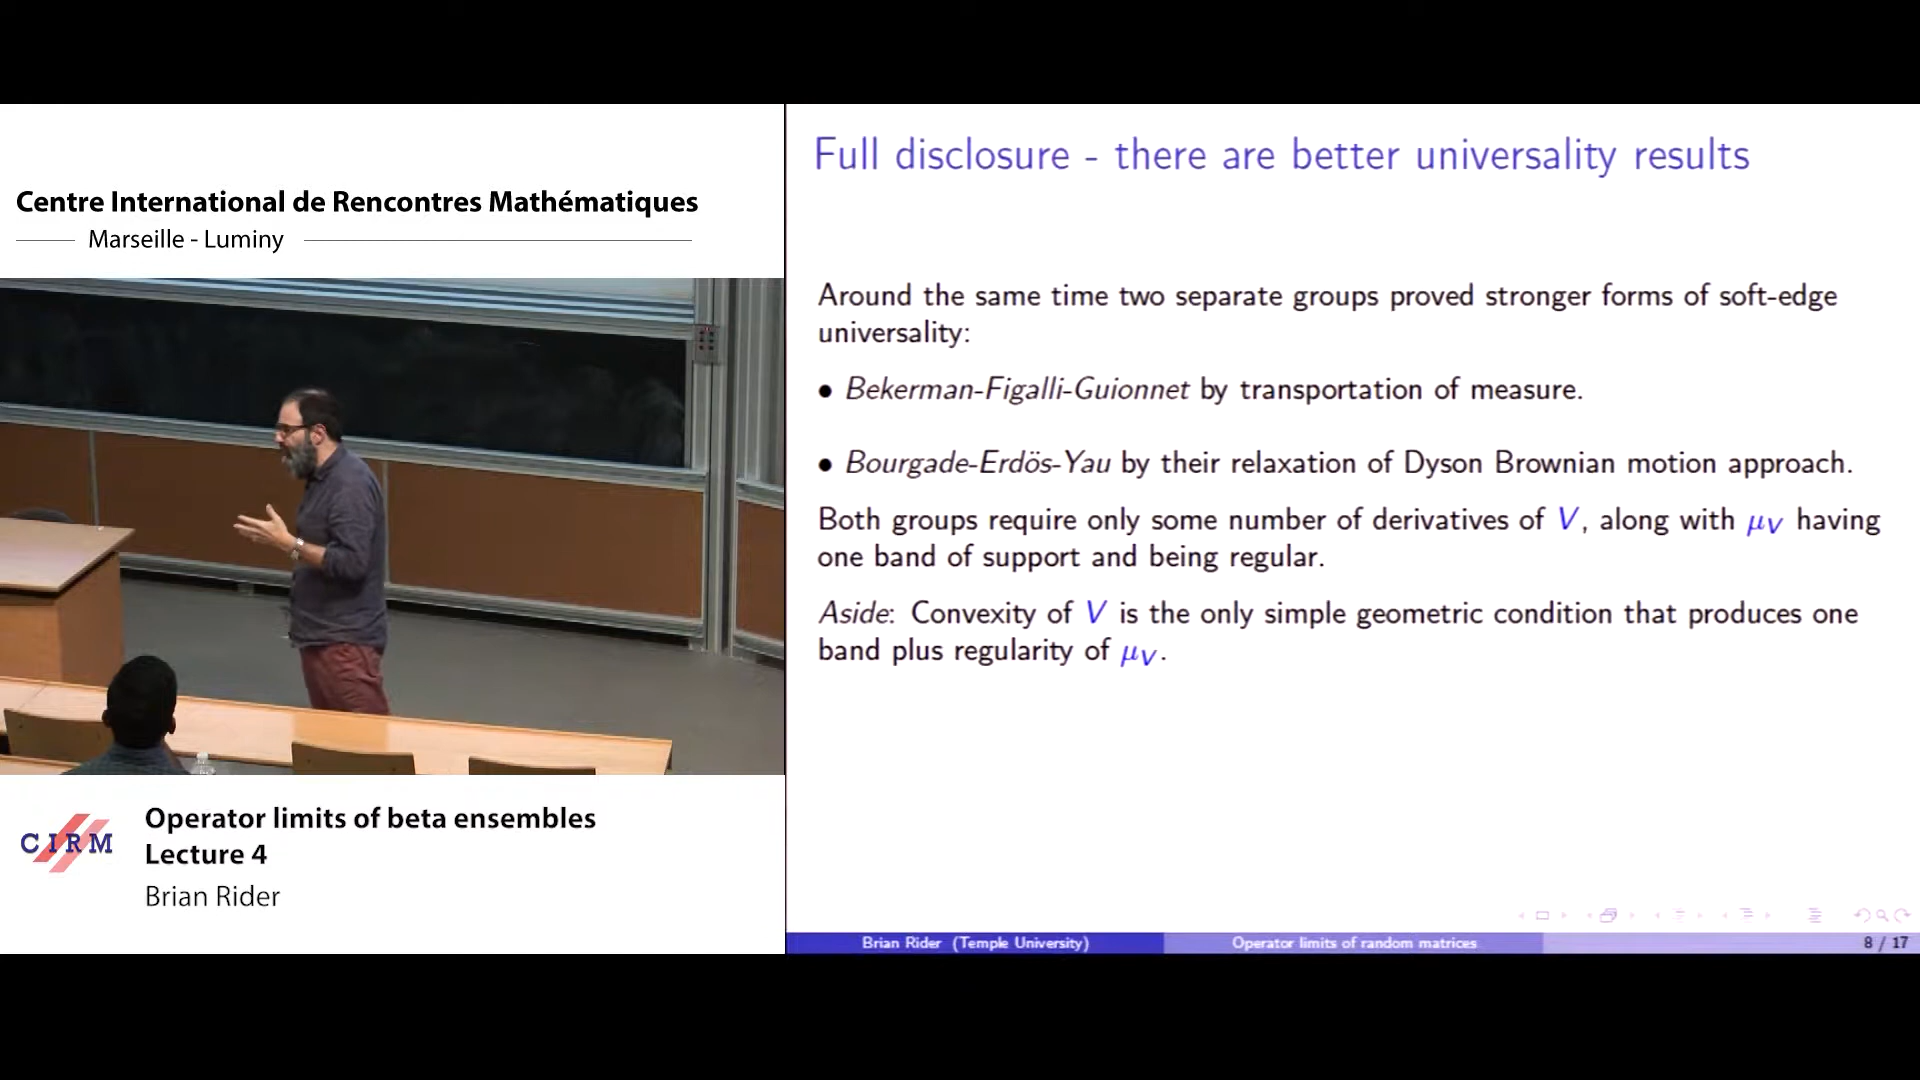 Centre International de Rencontres Mathématiques
Marseille - Luminy
CIRM
Operator limits of beta ensembles
Lecture 4
Brian Rider
Full disclosure - there are better universality results
Around the same time two separate groups proved stronger forms of soft-edge
universality:
• Bekerman-Figalli-Guionnet by transportation of measure.
• Bourgade-Erdös-Yau by their relaxation of Dyson Brownian motion approach.
Both groups require only some number of derivatives of V, along with μV having
one band of support and being regular.
Aside: Convexity of V is the only simple geometric condition that produces one
band plus regularity of μV.
Brian Rider (Temple University)
Operator limits of random matrices
8 / 17